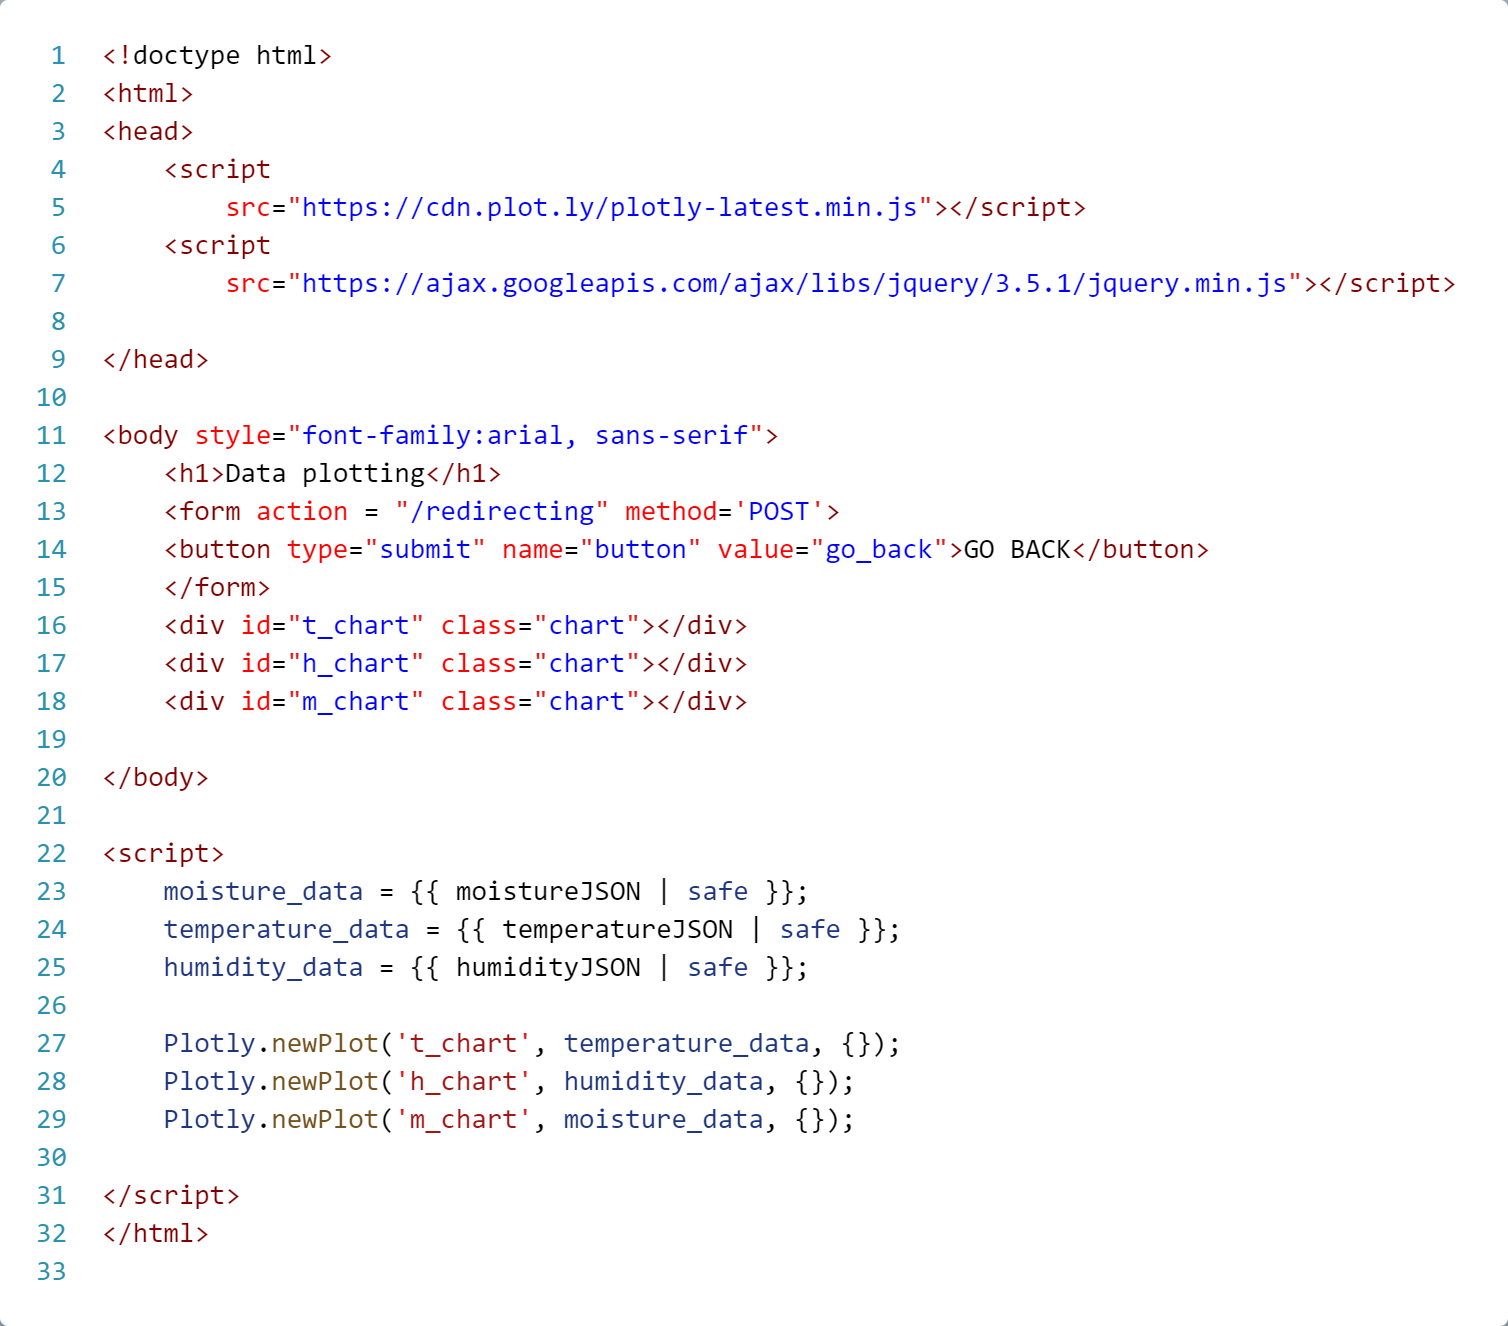 1 <!doctype html>
2 <html>
3 <head>
4     <script
5         src="https://cdn.plot.ly/plotly-latest.min.js"></script>
6     <script
7         src="https://ajax.googleapis.com/ajax/libs/jquery/3.5.1/jquery.min.js"></script>
8
9 </head>
10
11 <body style="font-family:arial, sans-serif">
12     <h1>Data plotting</h1>
13     <form action = "/redirecting" method='POST'>
14     <button type="submit" name="button" value="go_back">GO BACK</button>
15     </form>
16     <div id="t_chart" class="chart"></div>
17     <div id="h_chart" class="chart"></div>
18     <div id="m_chart" class="chart"></div>
19
20 </body>
21
22 <script>
23     moisture_data = {{ moistureJSON | safe }};
24     temperature_data = {{ temperatureJSON | safe }};
25     humidity_data = {{ humidityJSON | safe }};
26
27     Plotly.newPlot('t_chart', temperature_data, {});
28     Plotly.newPlot('h_chart', humidity_data, {});
29     Plotly.newPlot('m_chart', moisture_data, {});
30
31 </script>
32 </html>
33